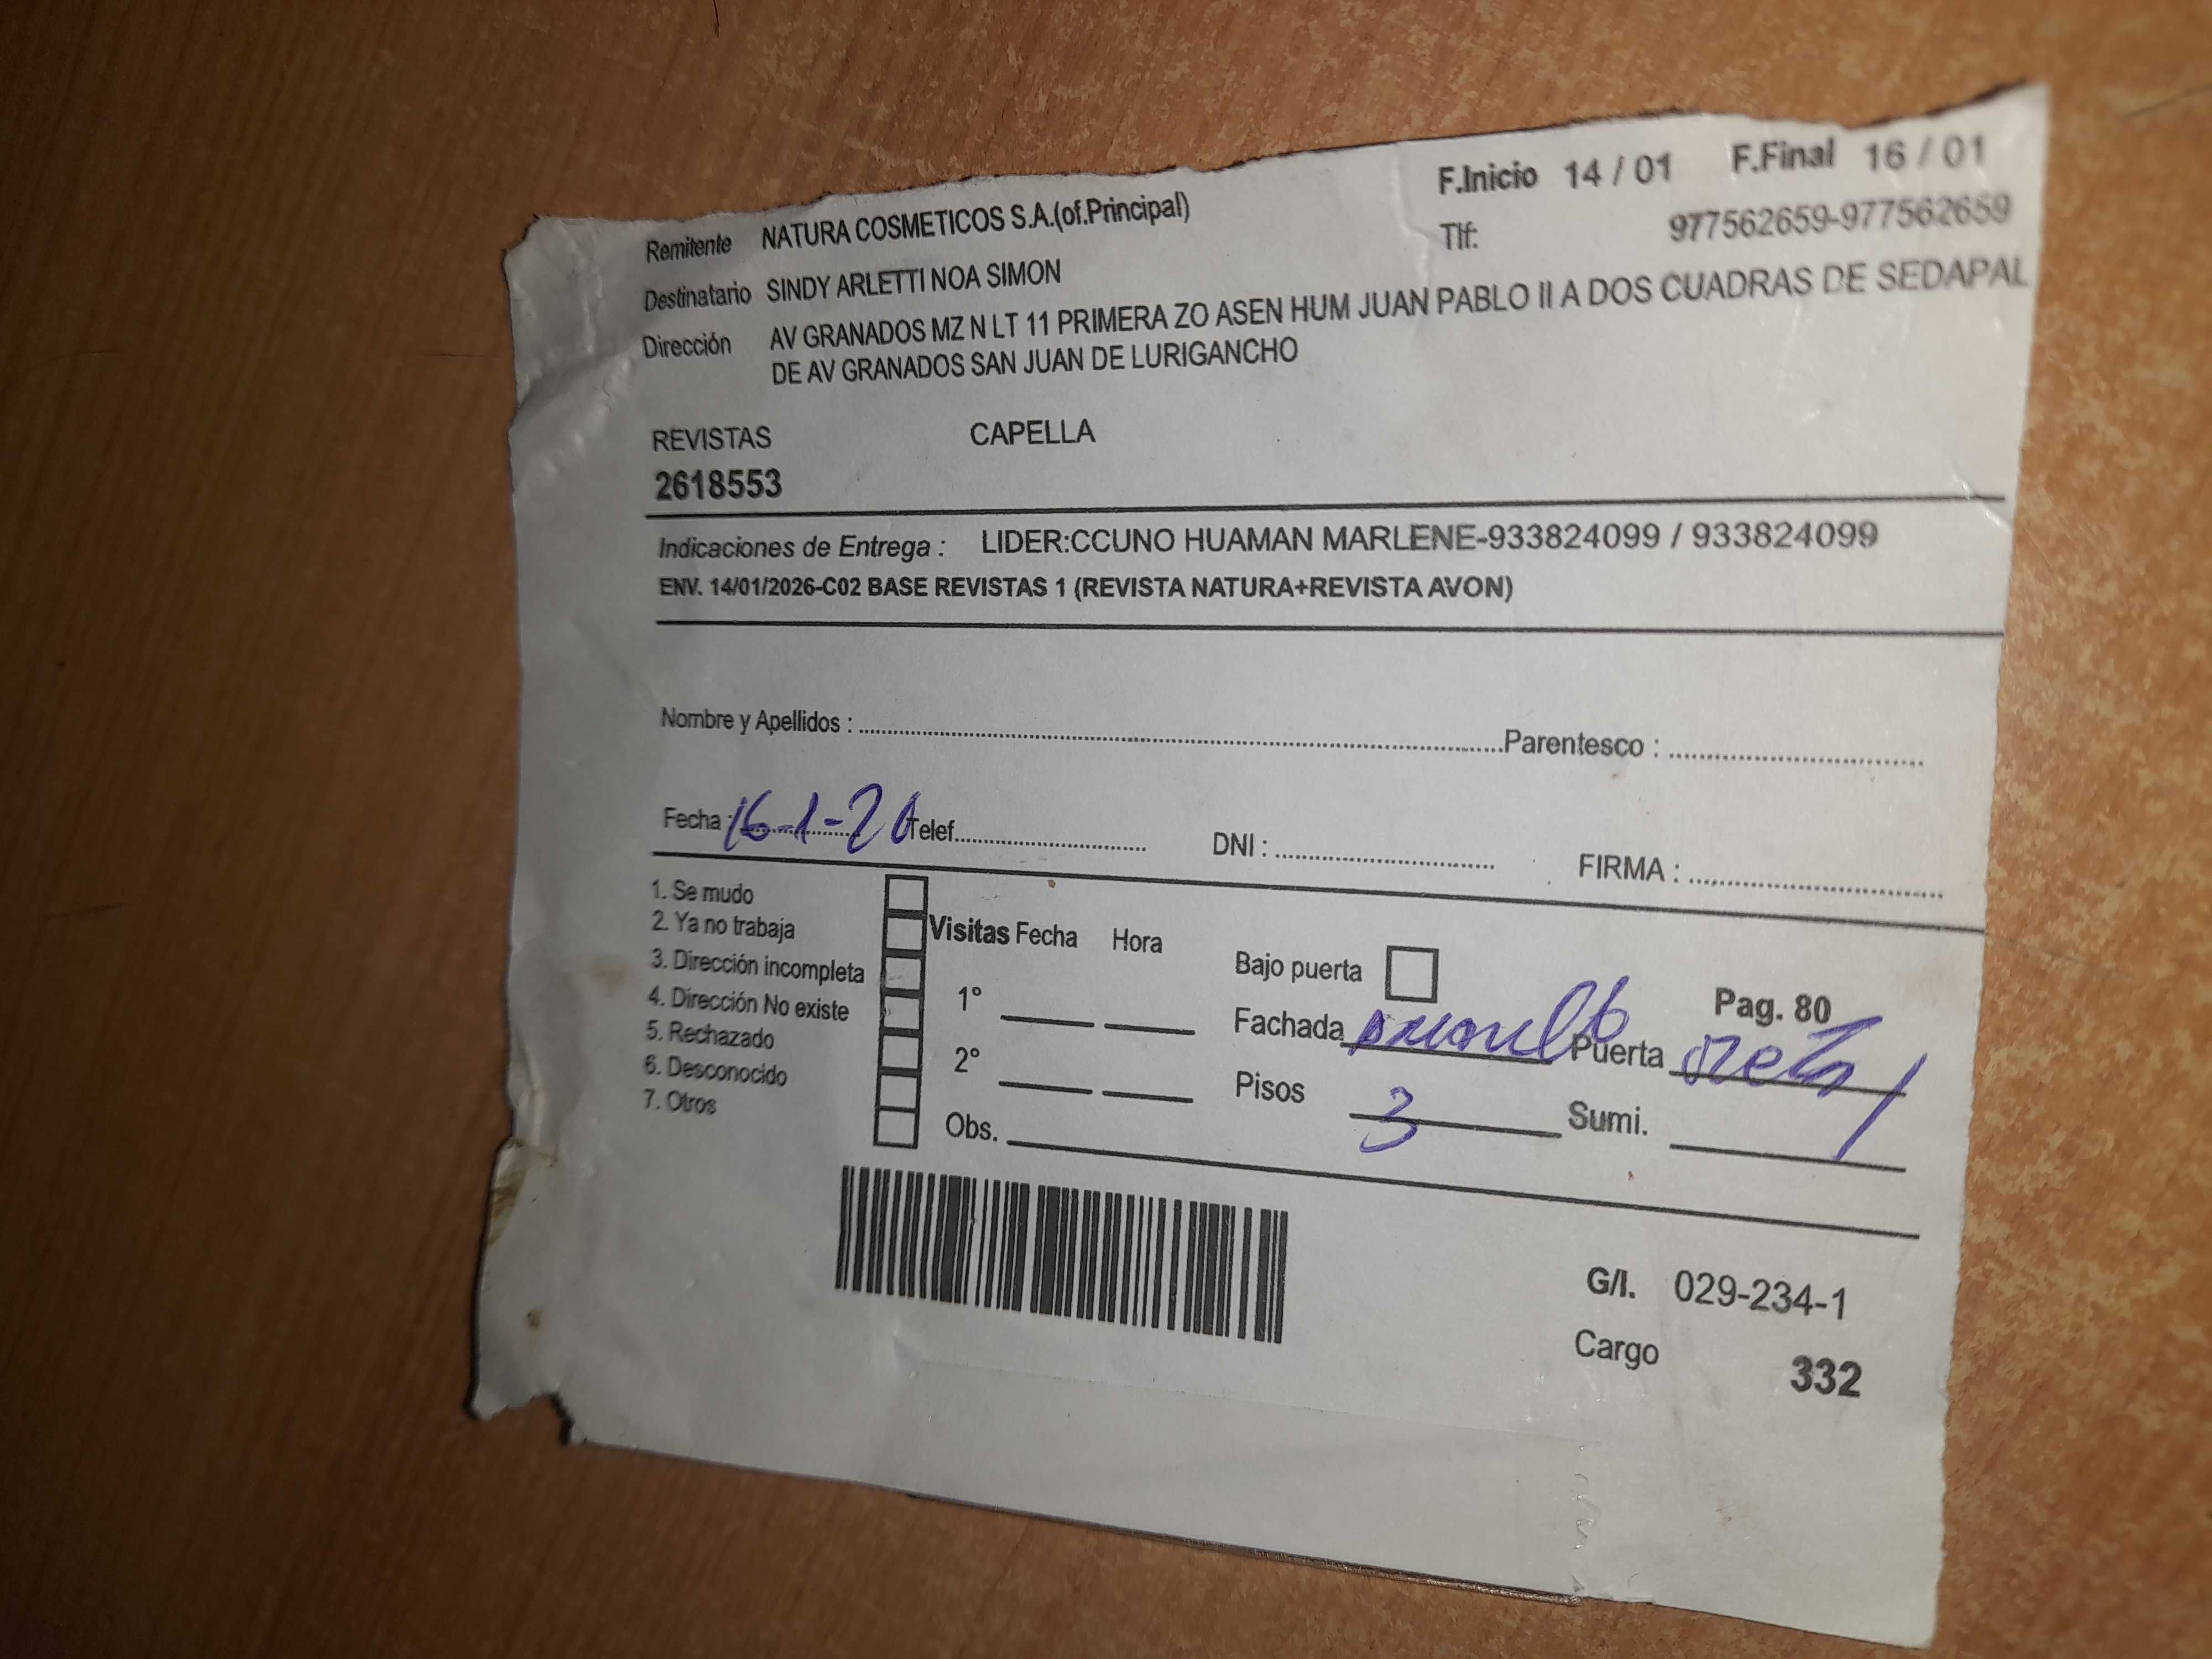 F.Inicio 14 / 01 F.Final 16 / 01
Remitente NATURA COSMETICOS S.A.(of.Principal) Tlf: 977562659-977562659
Destinatario SINDY ARLETTI NOA SIMON
Dirección AV GRANADOS MZ N LT 11 PRIMERA ZO ASEN HUM JUAN PABLO II A DOS CUADRAS DE SEDAPAL
DE AV GRANADOS SAN JUAN DE LURIGANCHO
REVISTAS CAPELLA
2618553
Indicaciones de Entrega : LIDER:CCUNO HUAMAN MARLENE-933824099 / 933824099
ENV. 14/01/2026-C02 BASE REVISTAS 1 (REVISTA NATURA+REVISTA AVON)
Nombre y Apellidos : Parentesco :
Fecha : 16-1-26 Telef. DNI : FIRMA :
1. Se mudo
2. Ya no trabaja Visitas Fecha Hora
3. Dirección incompleta Bajo puerta
4. Dirección No existe 1° Pag. 80
5. Rechazado Fachada Puerta
6. Desconocido 2° Pisos 3 Sumi.
7. Otros Obs.
G/I. 029-234-1
Cargo 332